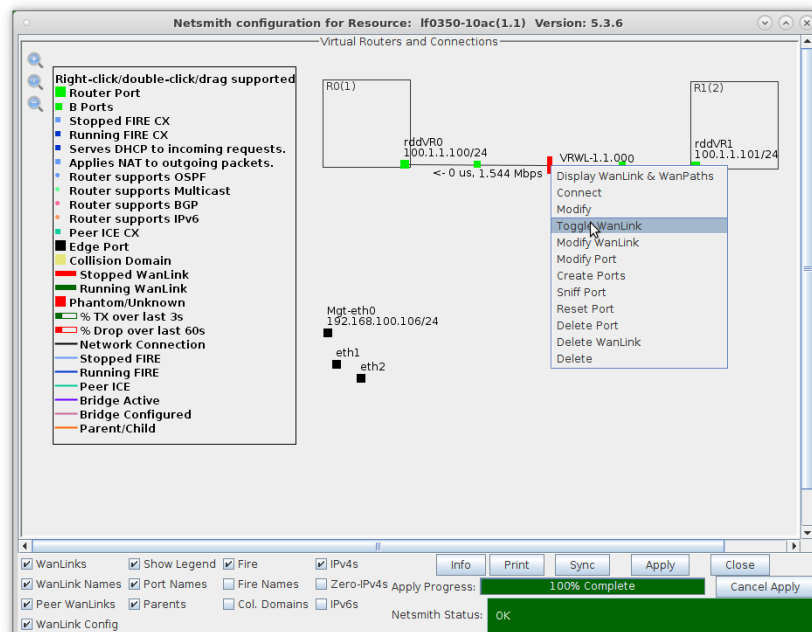 Netsmith configuration for Resource: lf0350-10ac(1.1) Version: 5.3.6
Virtual Routers and Connections
Right-click/double-click/drag supported
Router Port
B Ports
Stopped FIRE CX
Running FIRE CX
Serves DHCP to incoming requests.
Applies NAT to outgoing packets.
Router supports OSPF
Router supports Multicast
Router supports BGP
Router supports IPv6
Peer ICE CX
Edge Port
Collision Domain
Stopped WanLink
Running WanLink
Phantom/Unknown
% TX over last 3s
% Drop over last 60s
Network Connection
Stopped FIRE
Running FIRE
Peer ICE
Bridge Active
Bridge Configured
Parent/Child
R0(1)
rddVR0
100.1.1.100/24
<- 0 us, 1.544 Mbps
VRWL-1.1.000
R1(2)
rddVR1
100.1.1.101/24
Display WanLink & WanPaths
Connect
Modify
Toggle WanLink
Modify WanLink
Modify Port
Create Ports
Sniff Port
Reset Port
Delete Port
Delete WanLink
Delete
Mgt-eth0
192.168.100.106/24
eth1
eth2
WanLinks Show Legend Fire IPv4s Info Print Sync Apply Close
WanLink Names Port Names Fire Names Zero-IPv4s Apply Progress: 100% Complete Cancel Apply
Peer WanLinks Parents Col. Domains IPv6s Netsmith Status: OK
WanLink Config